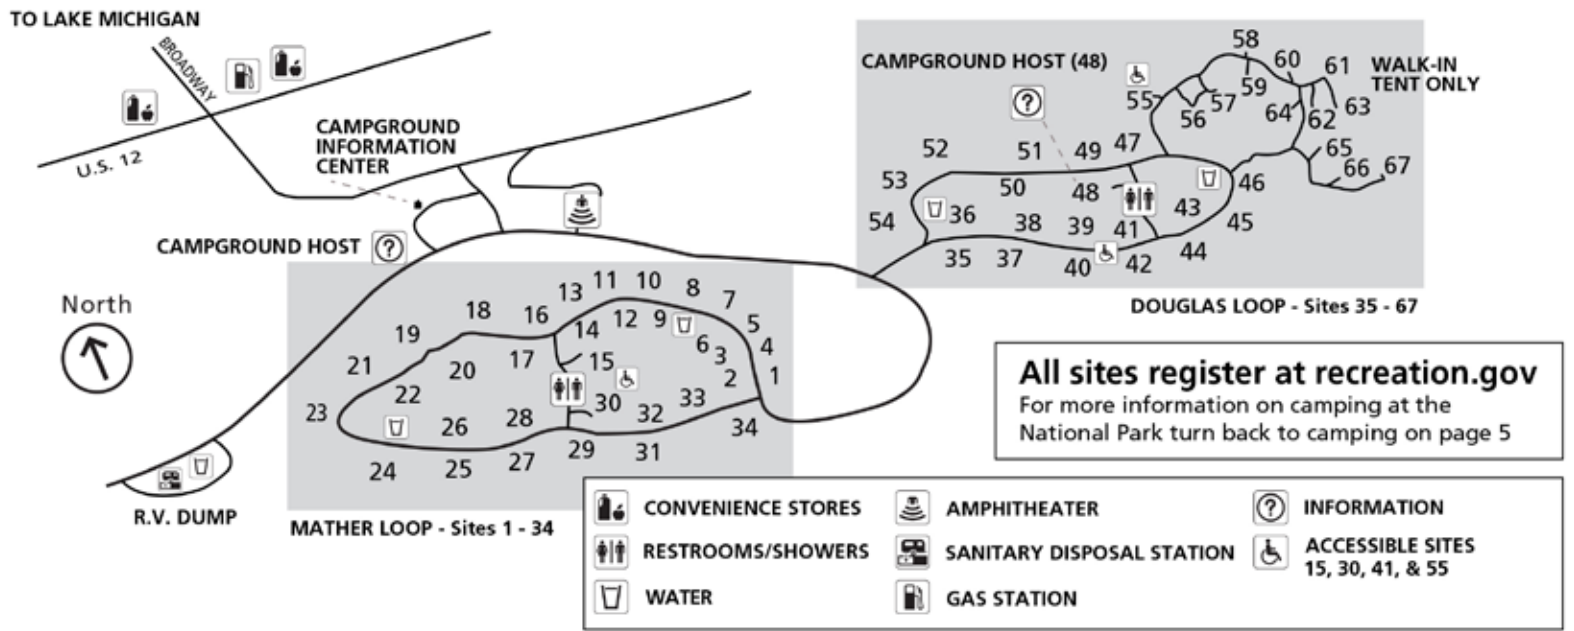 TO LAKE MICHIGAN
BROADWAY
U.S. 12
CAMPGROUND
INFORMATION
CENTER
CAMPGROUND HOST
?
North
R.V. DUMP
CAMPGROUND HOST (48)
?
WALK-IN
TENT ONLY
58
60
61
59
55
57
56
64
62
63
65
66
67
52
51
49
47
53
50
48
46
54
36
38
39
41
43
45
35
37
40
42
44
DOUGLAS LOOP - Sites 35 - 67
11
10
13
8
7
18
16
12
9
5
19
14
6
4
17
15
3
21
20
2
1
22
30
33
23
26
28
32
34
29
31
24
25
27
MATHER LOOP - Sites 1 - 34
All sites register at recreation.gov
For more information on camping at the
National Park turn back to camping on page 5
CONVENIENCE STORES
RESTROOMS/SHOWERS
WATER
AMPHITHEATER
SANITARY DISPOSAL STATION
GAS STATION
? INFORMATION
ACCESSIBLE SITES
15, 30, 41, & 55